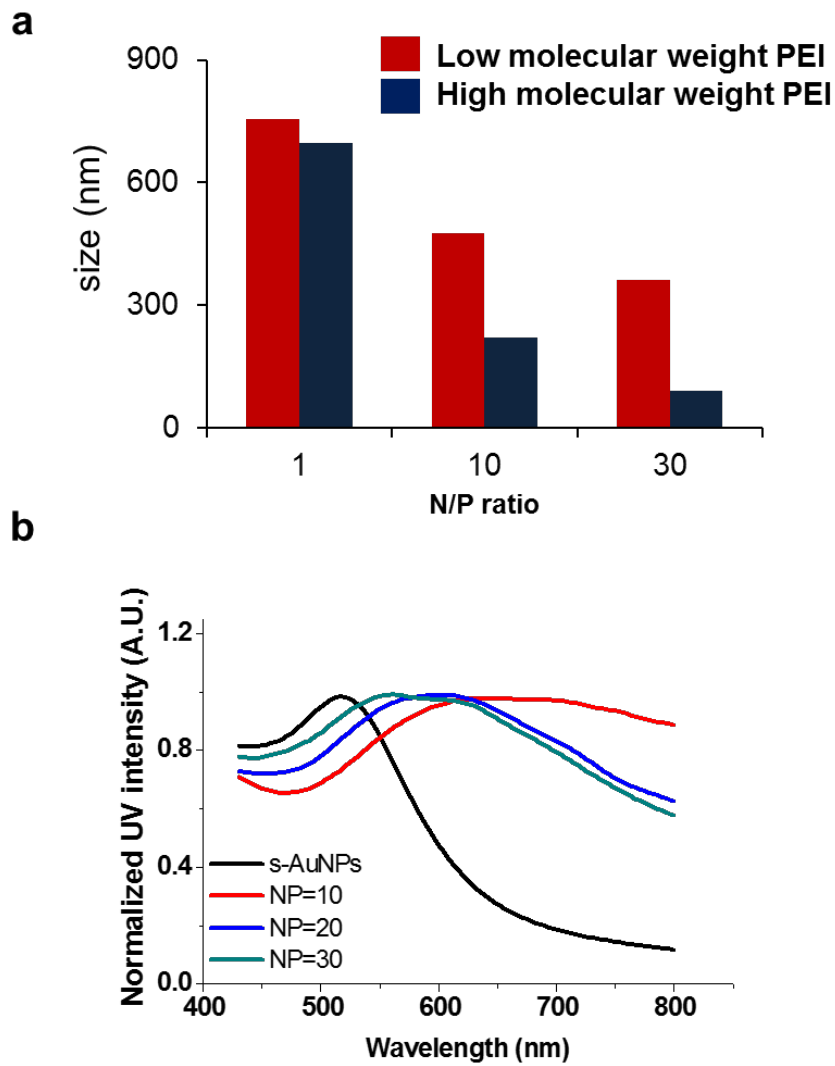 a
Low molecular weight PEI
High molecular weight PEI
900
600
300
0
size (nm)
1 10 30
N/P ratio
b
Normalized UV intensity (A.U.)
1.2
0.8
0.4
0.0
s-AuNPs
NP=10
NP=20
NP=30
400 500 600 700 800
Wavelength (nm)